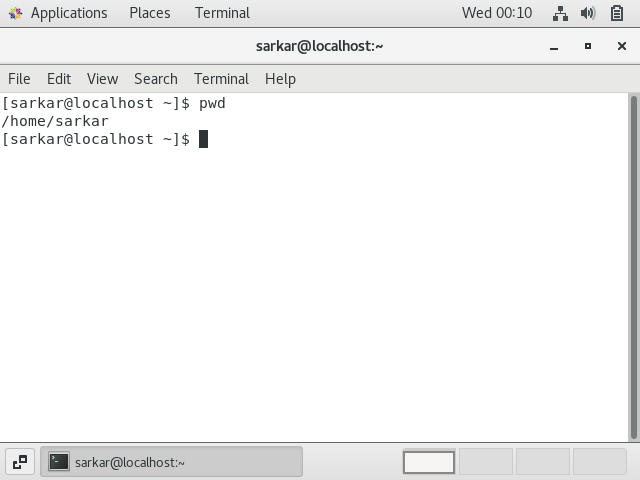 Applications Places Terminal Wed 00:10
sarkar@localhost:~
File Edit View Search Terminal Help
[sarkar@localhost ~]$ pwd
/home/sarkar
[sarkar@localhost ~]$
sarkar@localhost:~